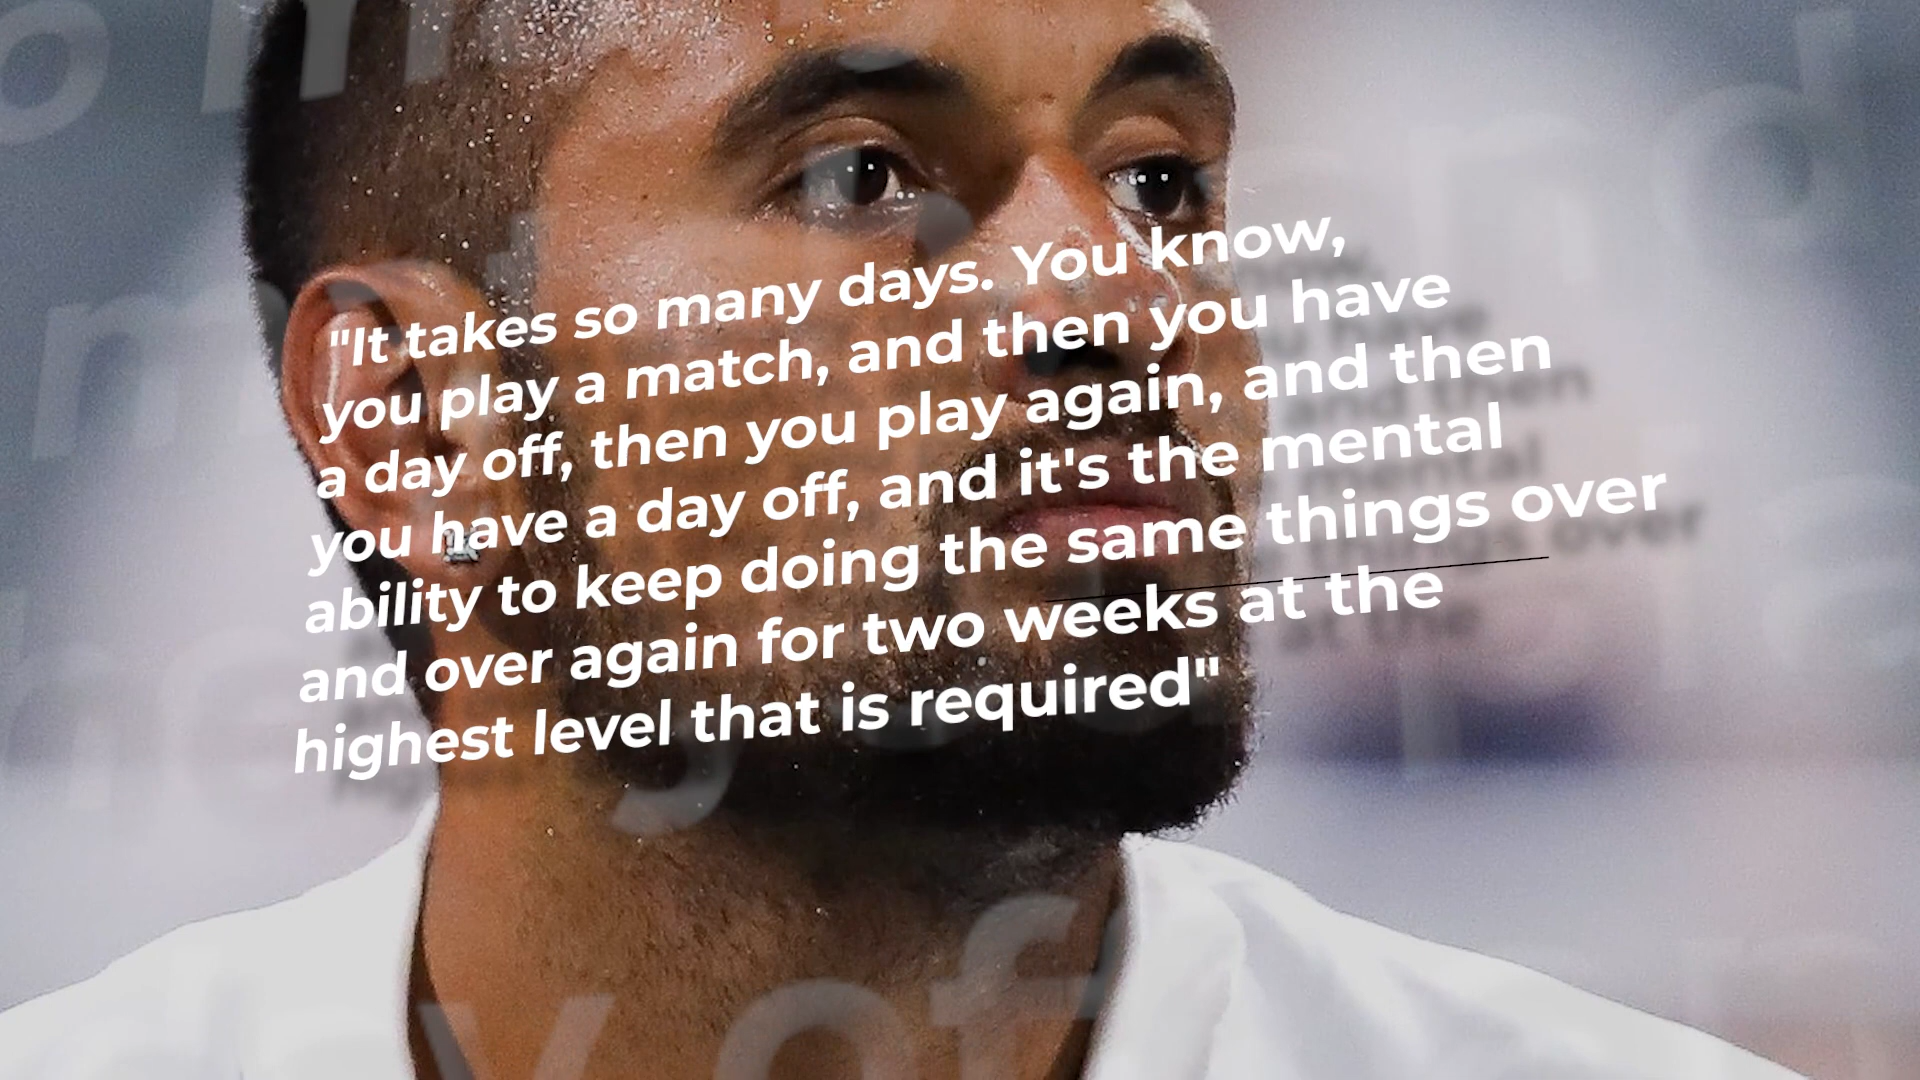 "It takes so many days. You know,
you play a match, and then you have
a day off, then you play again, and then
you have a day off, and it's the mental
ability to keep doing the same things over
and over again for two weeks at the
highest level that is required"